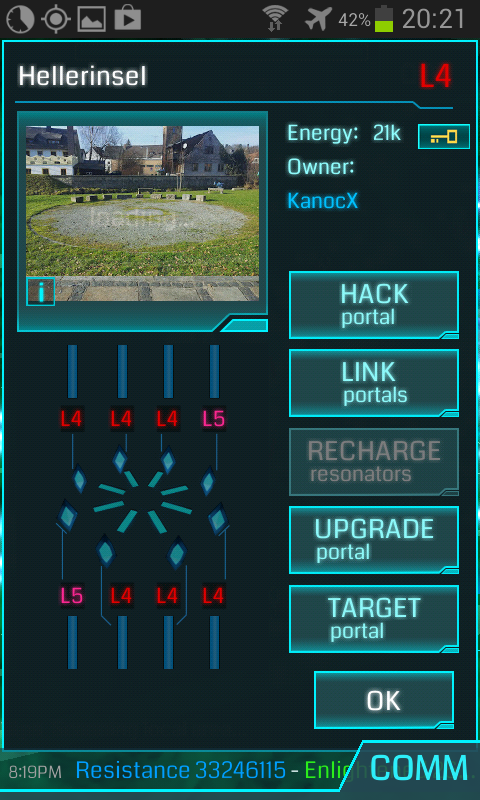 42% 20:21
Hellerinsel L4
Energy: 21k
Owner:
KanocX
loading...
i
HACK
portal
LINK
portals
RECHARGE
resonators
UPGRADE
portal
TARGET
portal
OK
L4 L4 L4 L5
L5 L4 L4 L4
8:19PM Resistance 33246115 - Enlig
COMM